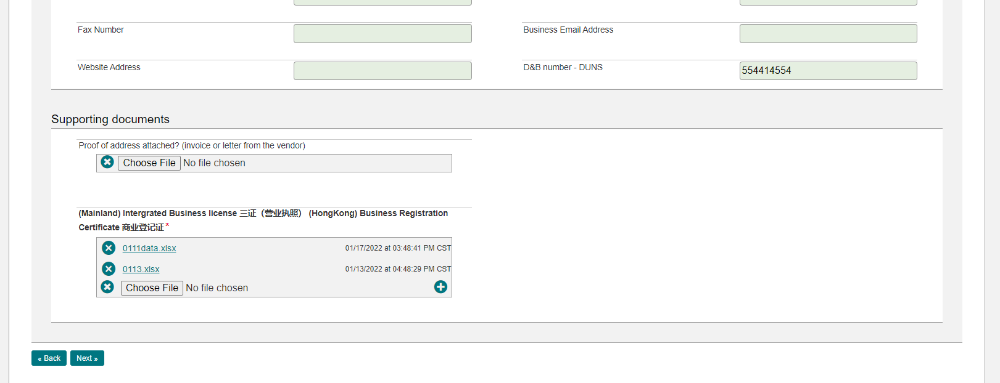 Fax Number
Business Email Address
Website Address
D&B number - DUNS
554414554
Supporting documents
Proof of address attached? (invoice or letter from the vendor)
Choose File No file chosen
(Mainland) Intergrated Business license 三证（营业执照） (HongKong) Business Registration
Certificate 商业登记证*
0111data.xlsx 01/17/2022 at 03:48:41 PM CST
0113.xlsx 01/13/2022 at 04:48:29 PM CST
Choose File No file chosen
« Back Next »